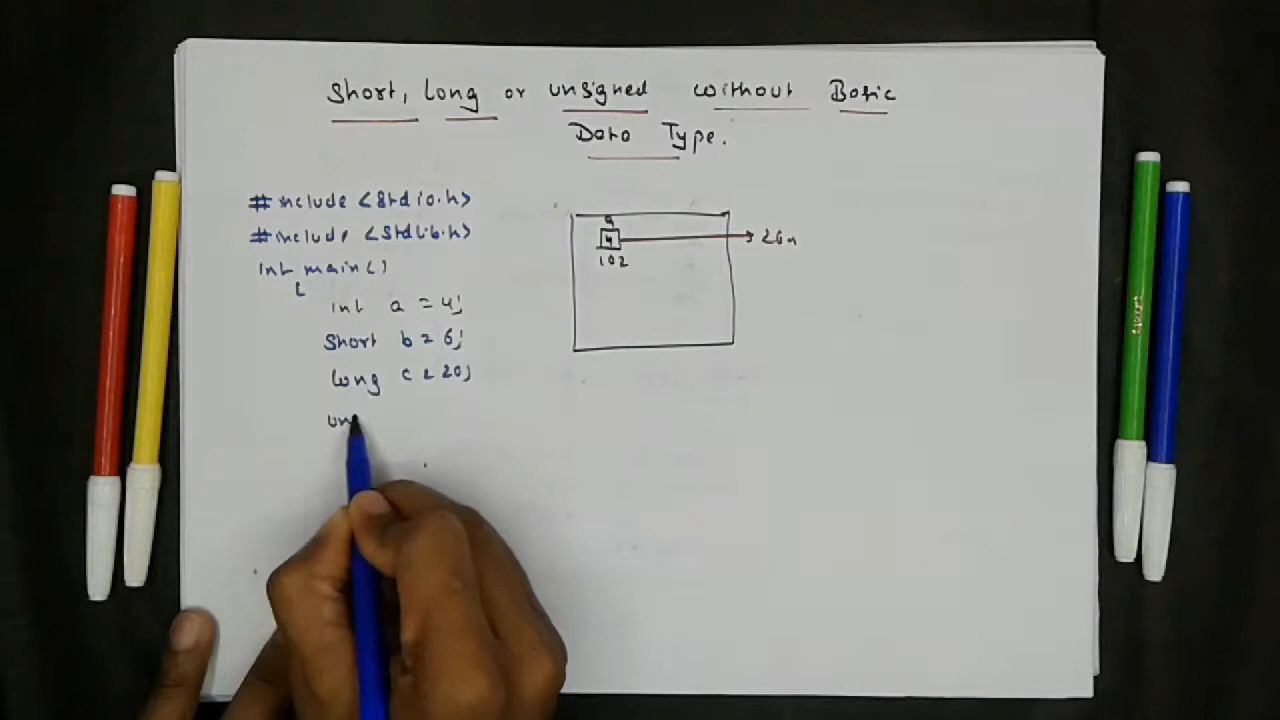 Short, Long or unsigned without Basic
Data Type.
#include <Stdio.h>
#include <Stdlib.h>
int main()
{
int a = 4;
Short b = 6;
long c = 20;
un
a
4
102